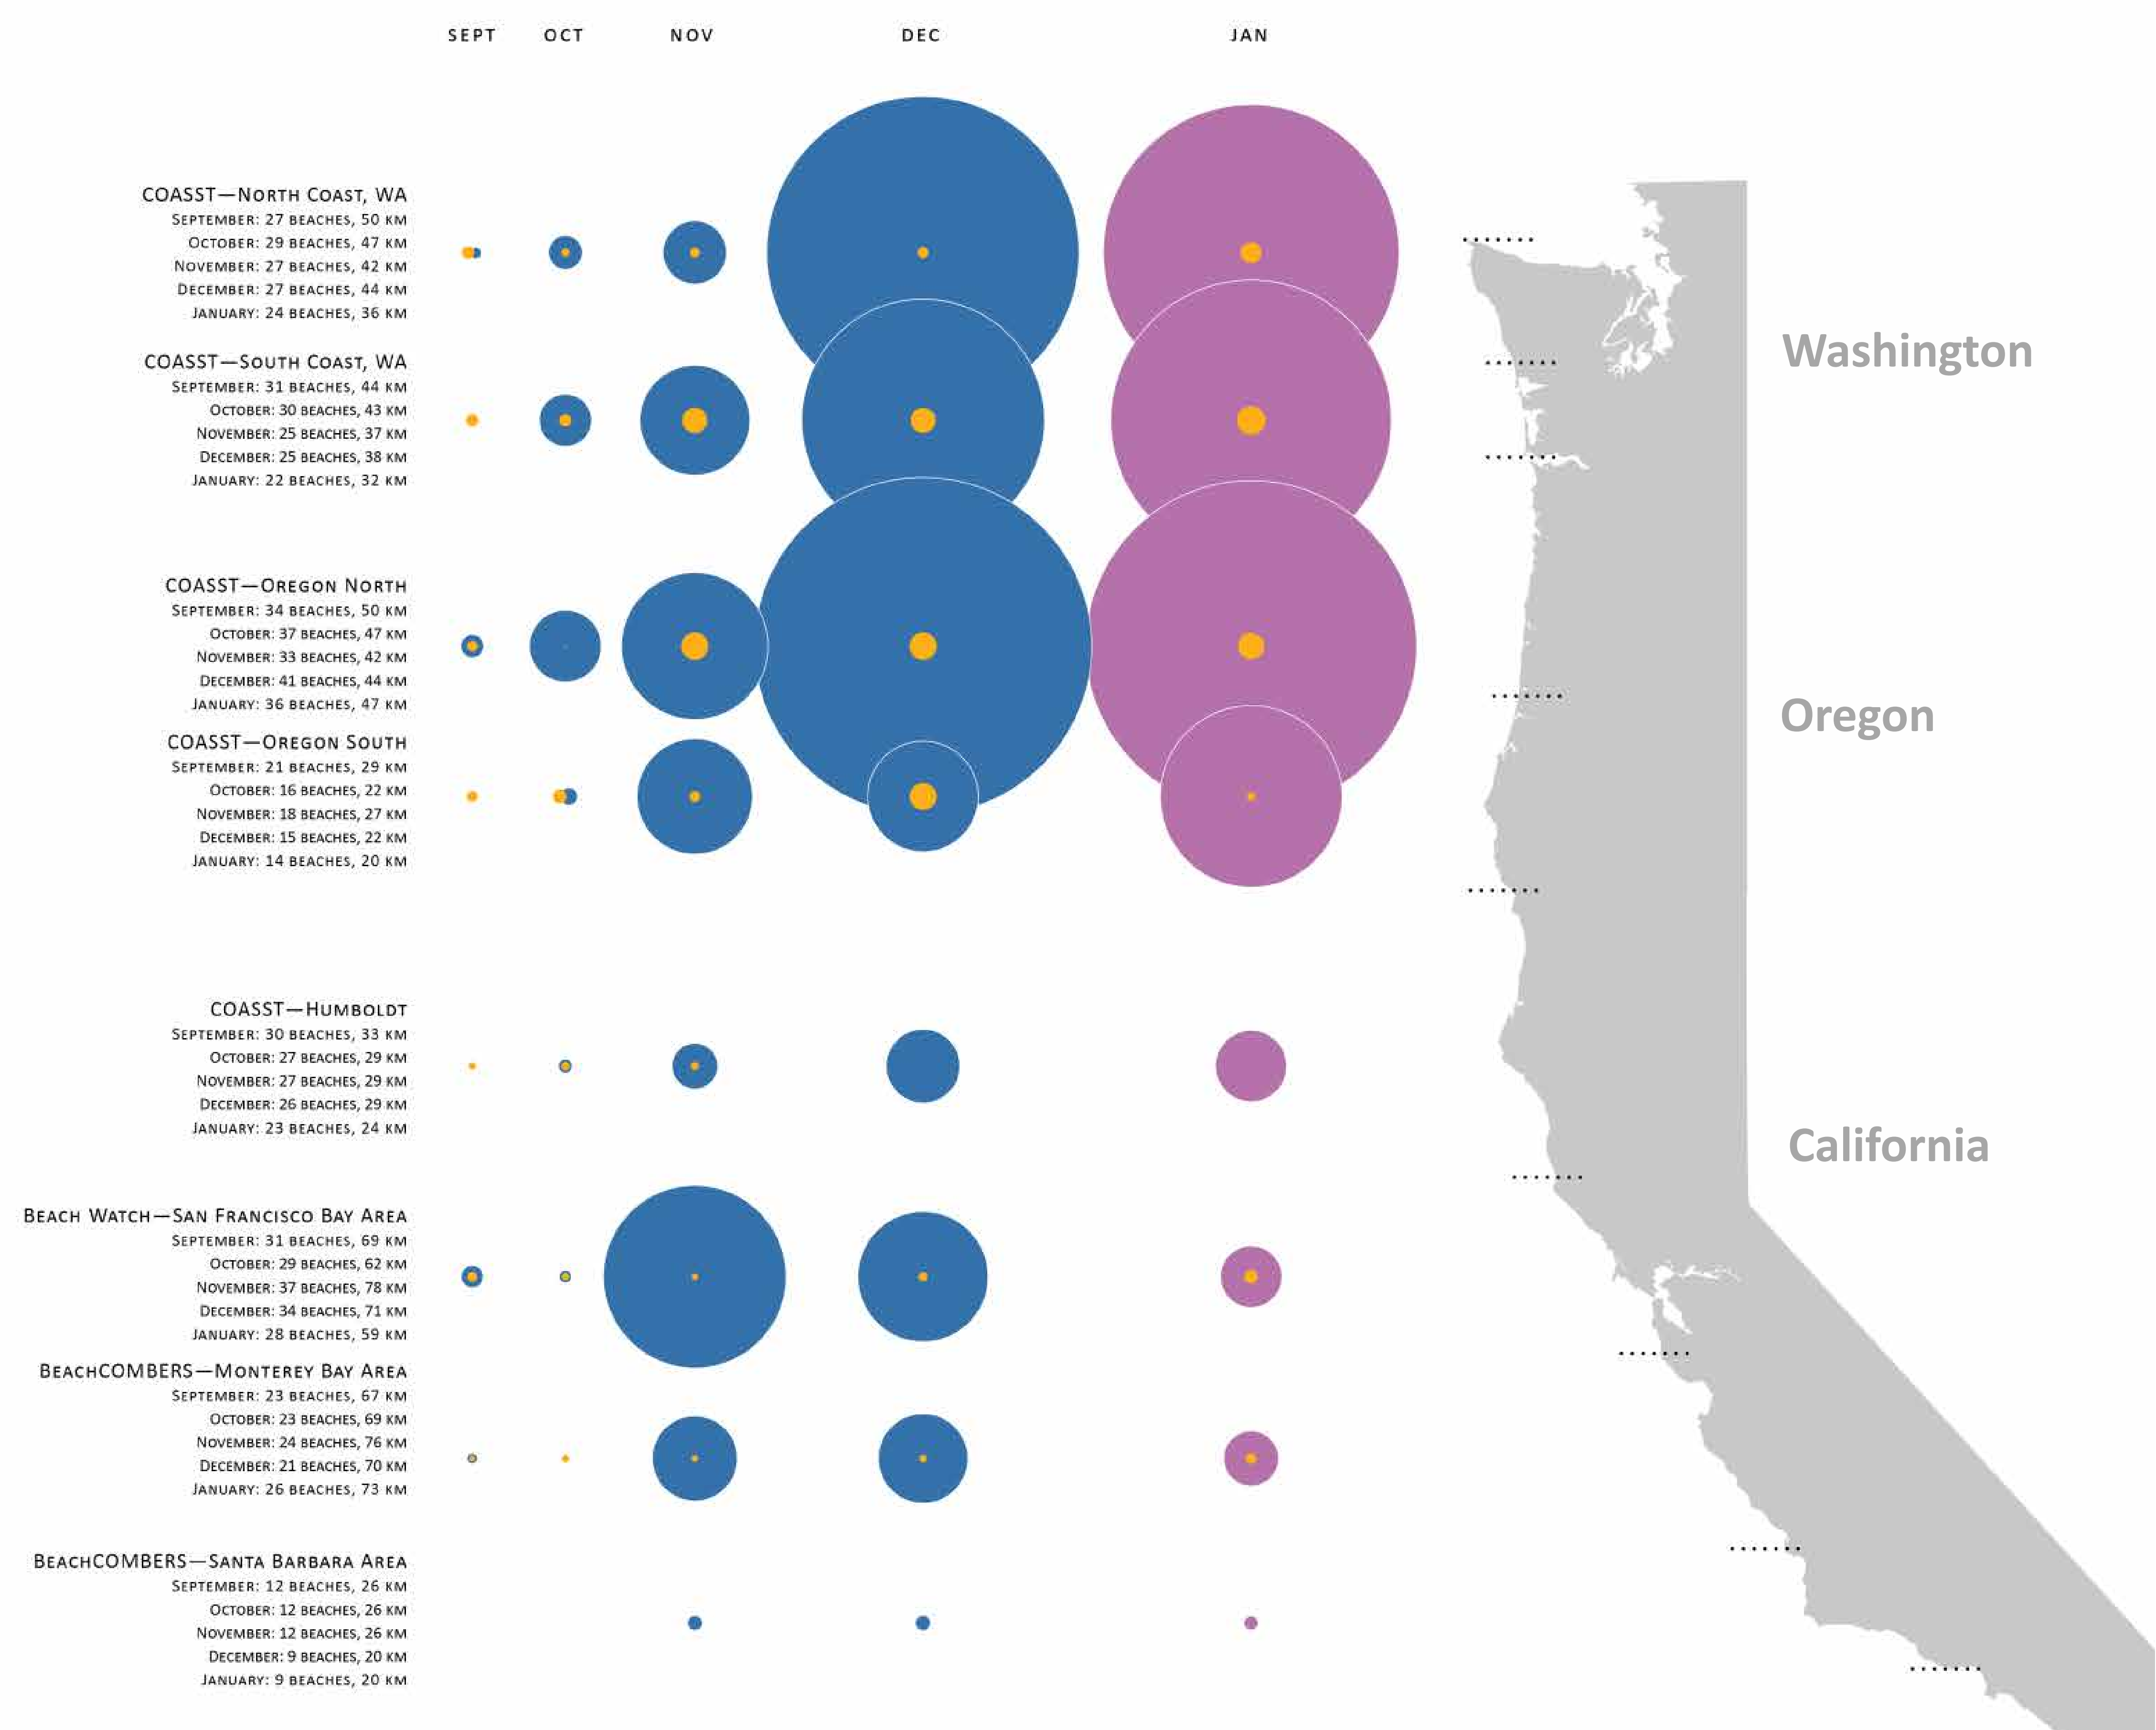 SEPT OCT NOV DEC JAN
COASST—North Coast, WA
September: 27 beaches, 50 km
October: 29 beaches, 47 km
November: 27 beaches, 42 km
December: 27 beaches, 44 km
January: 24 beaches, 36 km
COASST—South Coast, WA
September: 31 beaches, 44 km
October: 30 beaches, 43 km
November: 25 beaches, 37 km
December: 25 beaches, 38 km
January: 22 beaches, 32 km
Washington
COASST—Oregon North
September: 34 beaches, 50 km
October: 37 beaches, 47 km
November: 33 beaches, 42 km
December: 41 beaches, 44 km
January: 36 beaches, 47 km
COASST—Oregon South
September: 21 beaches, 29 km
October: 16 beaches, 22 km
November: 18 beaches, 27 km
December: 15 beaches, 22 km
January: 14 beaches, 20 km
Oregon
COASST—Humboldt
September: 30 beaches, 33 km
October: 27 beaches, 29 km
November: 27 beaches, 29 km
December: 26 beaches, 29 km
January: 23 beaches, 24 km
California
Beach Watch—San Francisco Bay Area
September: 31 beaches, 69 km
October: 29 beaches, 62 km
November: 37 beaches, 78 km
December: 34 beaches, 71 km
January: 28 beaches, 59 km
BeachCOMBERS—Monterey Bay Area
September: 23 beaches, 67 km
October: 23 beaches, 69 km
November: 24 beaches, 76 km
December: 21 beaches, 70 km
January: 26 beaches, 73 km
BeachCOMBERS—Santa Barbara Area
September: 12 beaches, 26 km
October: 12 beaches, 26 km
November: 12 beaches, 26 km
December: 9 beaches, 20 km
January: 9 beaches, 20 km